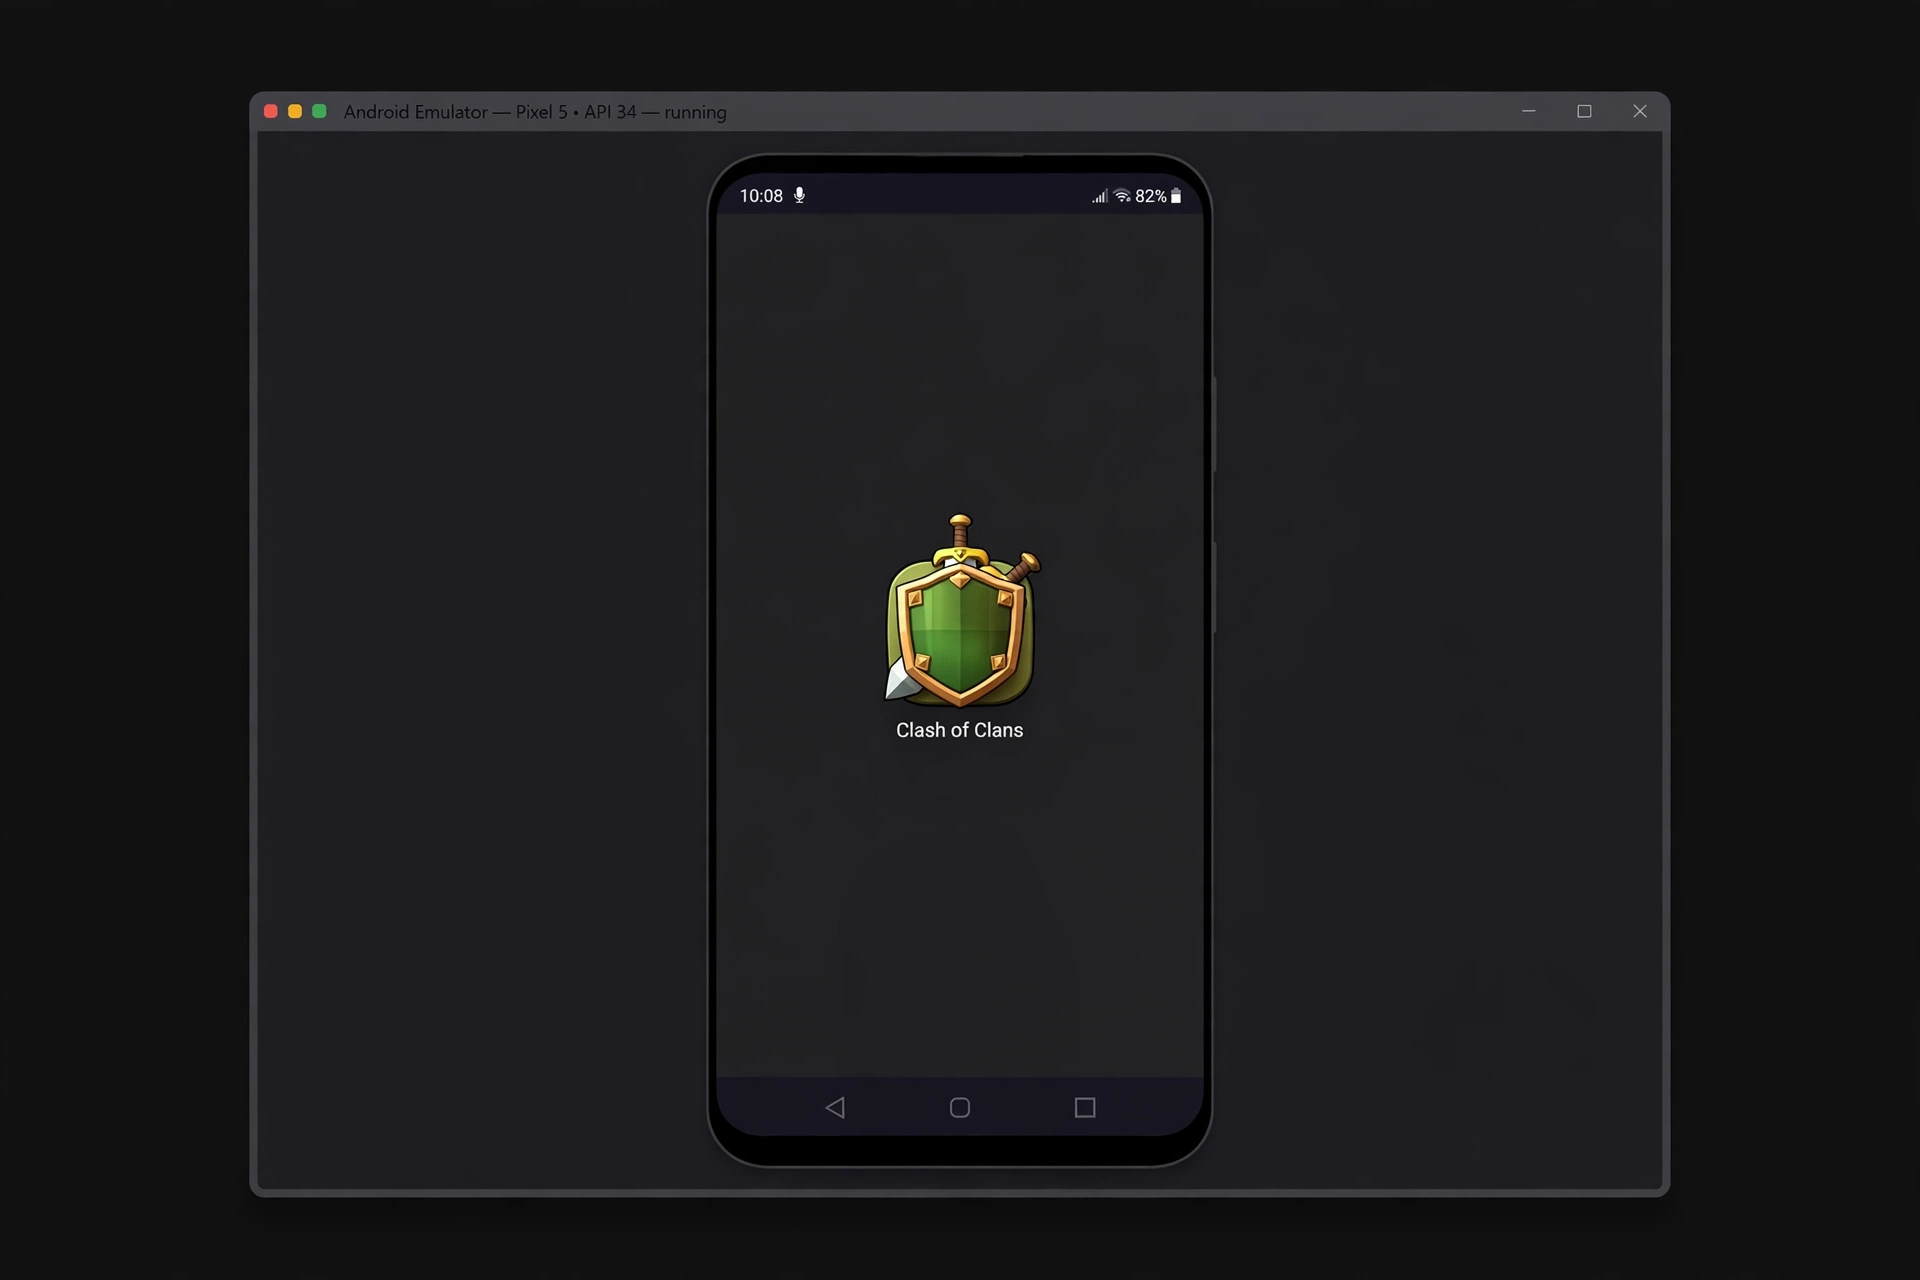 Android Emulator — Pixel 5 • API 34 — running
10:08 82%
Clash of Clans